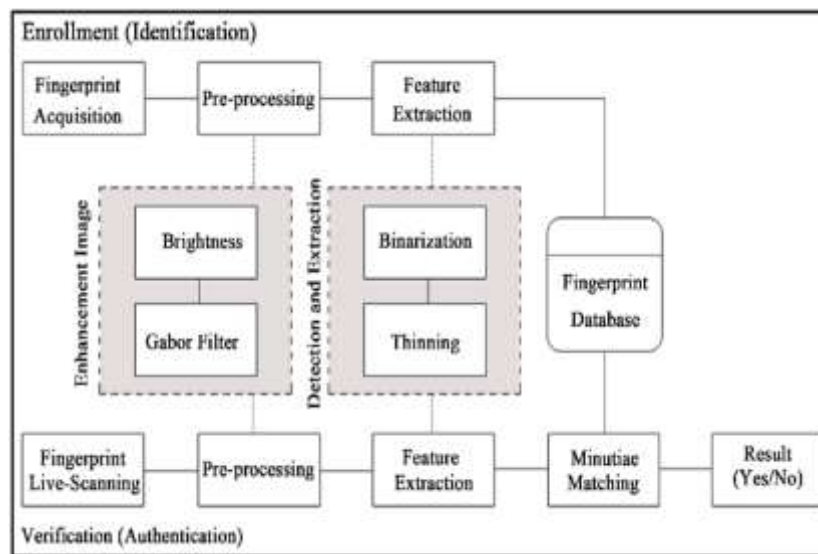 Enrollment (Identification)
Fingerprint
Acquisition
Pre-processing
Feature
Extraction
Enhancement Image
Brightness
Gabor Filter
Detection and Extraction
Binarization
Thinning
Fingerprint
Database
Fingerprint
Live-Scanning
Pre-processing
Feature
Extraction
Minutiae
Matching
Result
(Yes/No)
Verification (Authentication)